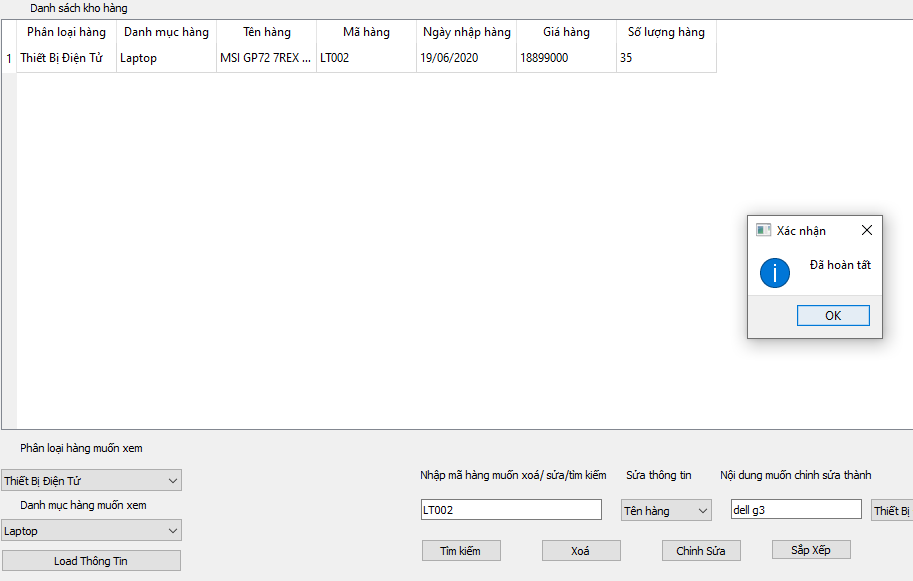 Danh sách kho hàng
Phân loại hàng Danh mục hàng Tên hàng Mã hàng Ngày nhập hàng Giá hàng Số lượng hàng
1 Thiết Bị Điện Tử Laptop MSI GP72 7REX ... LT002 19/06/2020 18899000 35
Xác nhận
Đã hoàn tất
OK
Phân loại hàng muốn xem
Thiết Bị Điện Tử
Danh mục hàng muốn xem
Laptop
Load Thông Tin
Nhập mã hàng muốn xoá/ sửa/tìm kiếm Sửa thông tin Nội dung muốn chỉnh sửa thành
LT002 Tên hàng dell g3 Thiết Bị
Tìm kiếm Xoá Chỉnh Sửa Sắp Xếp